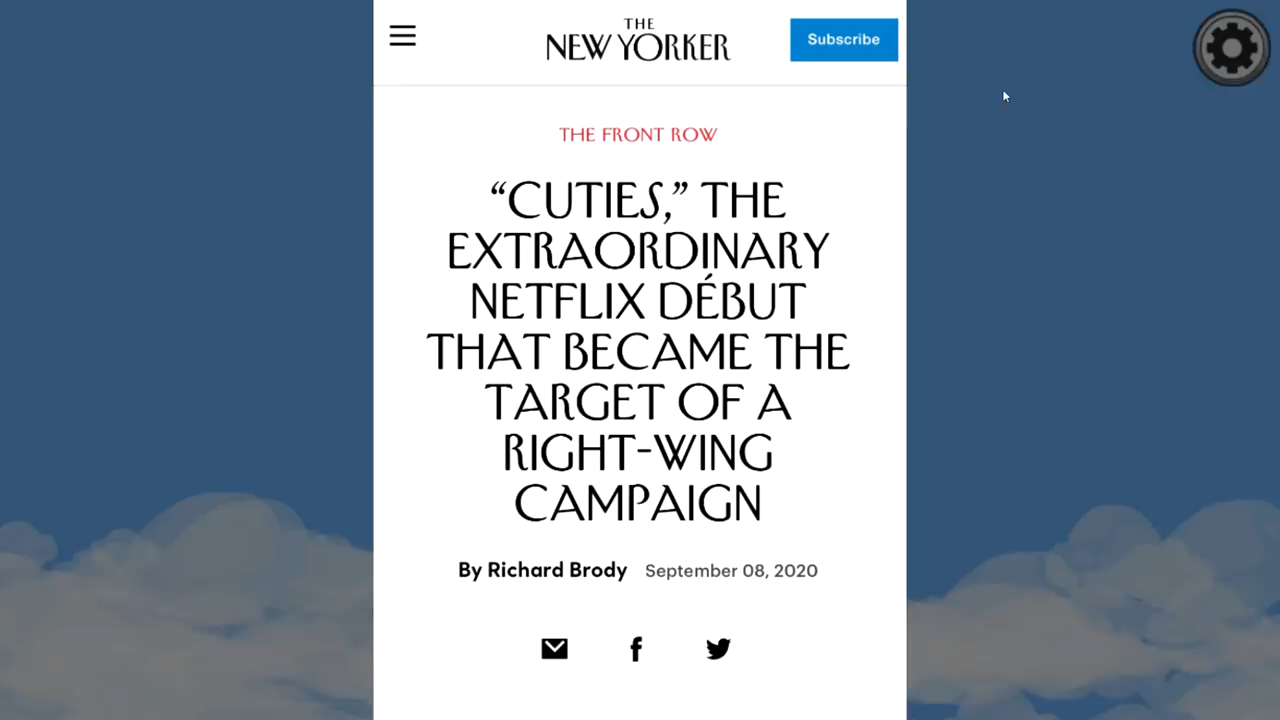 THE
NEW YORKER
Subscribe
THE FRONT ROW
“CUTIES,” THE
EXTRAORDINARY
NETFLIX DÉBUT
THAT BECAME THE
TARGET OF A
RIGHT-WING
CAMPAIGN
By Richard Brody September 08, 2020